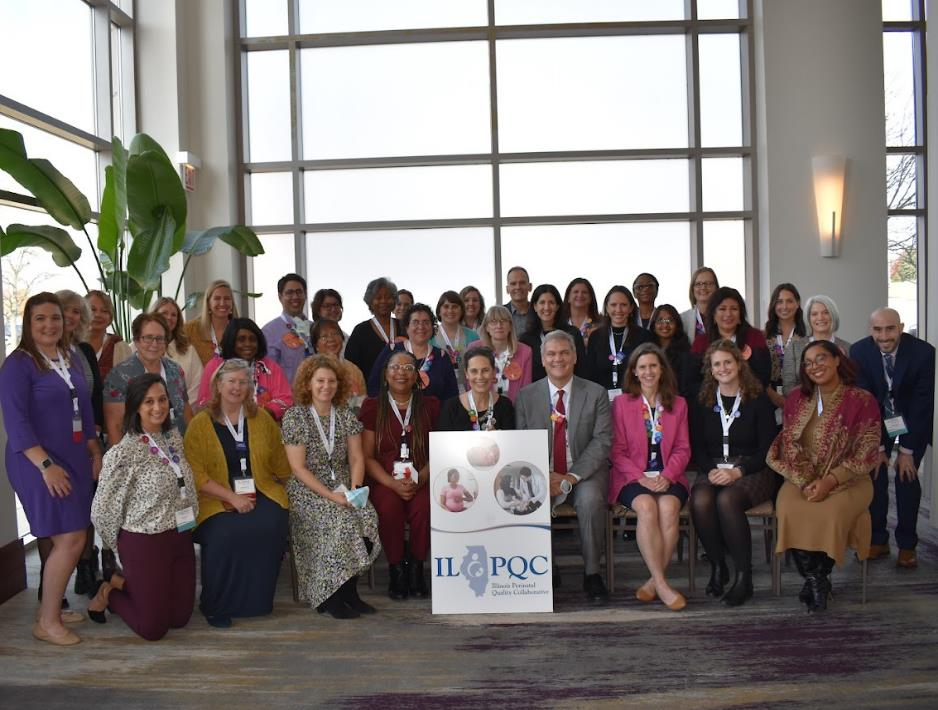 IL PQC
Illinois Perinatal
Quality Collaborative